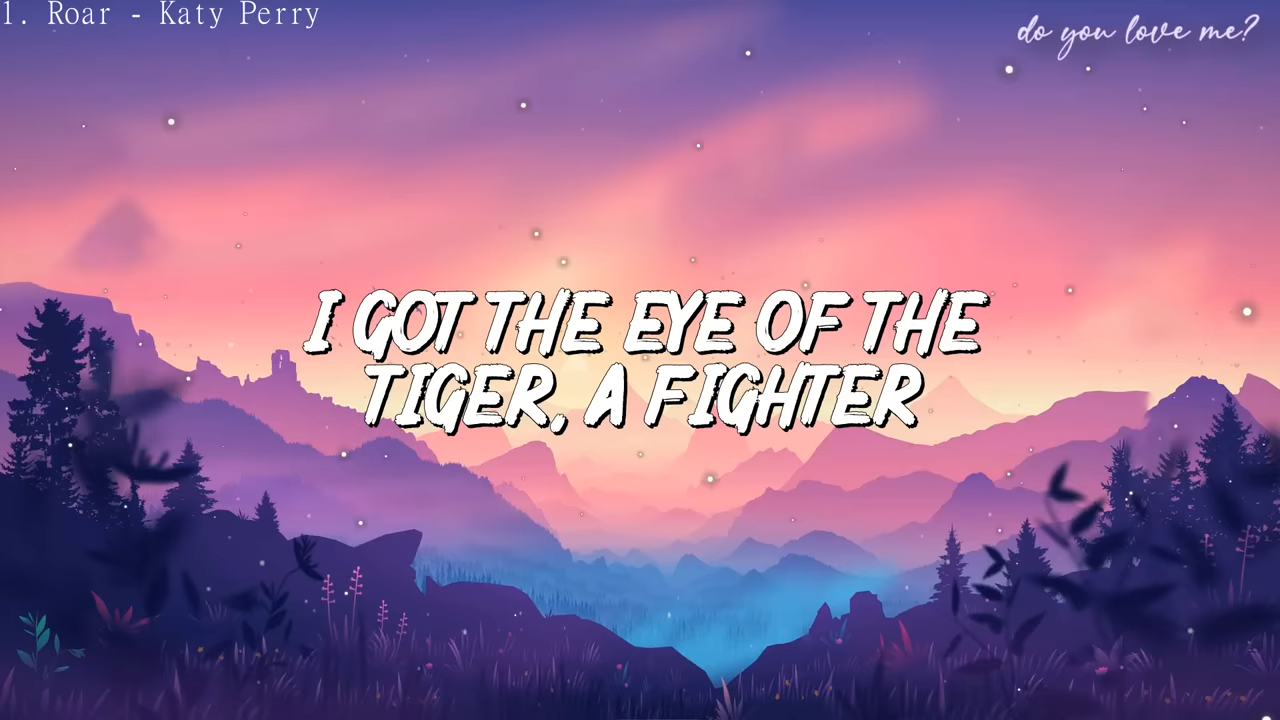 1. Roar - Katy Perry
do you love me?
I GOT THE EYE OF THE
TIGER, A FIGHTER